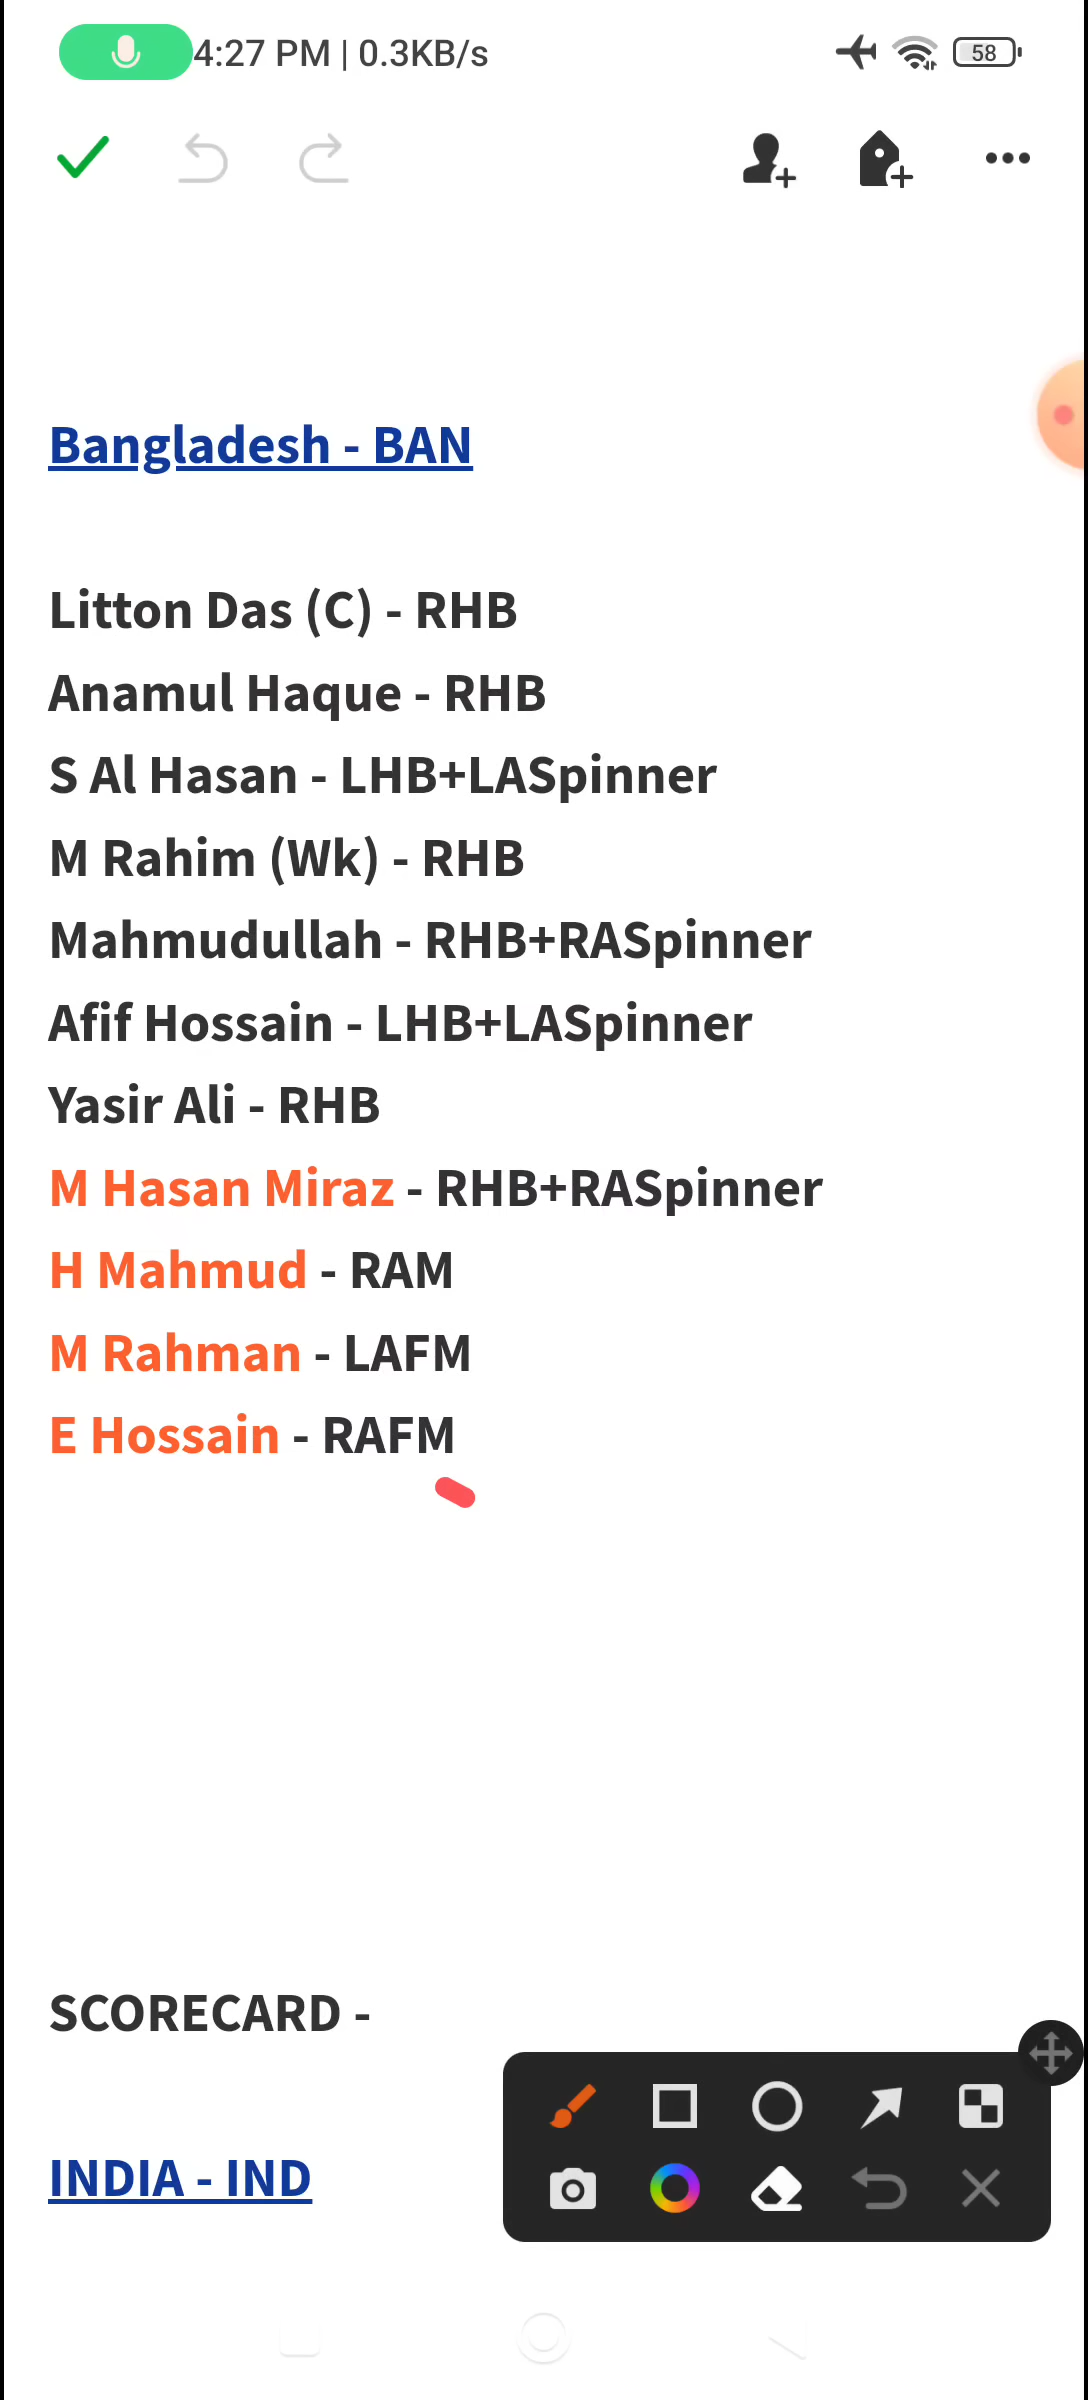 4:27 PM | 0.3KB/s
58
Bangladesh - BAN
Litton Das (C) - RHB
Anamul Haque - RHB
S Al Hasan - LHB+LASpinner
M Rahim (Wk) - RHB
Mahmudullah - RHB+RASpinner
Afif Hossain - LHB+LASpinner
Yasir Ali - RHB
M Hasan Miraz - RHB+RASpinner
H Mahmud - RAM
M Rahman - LAFM
E Hossain - RAFM
SCORECARD -
INDIA - IND